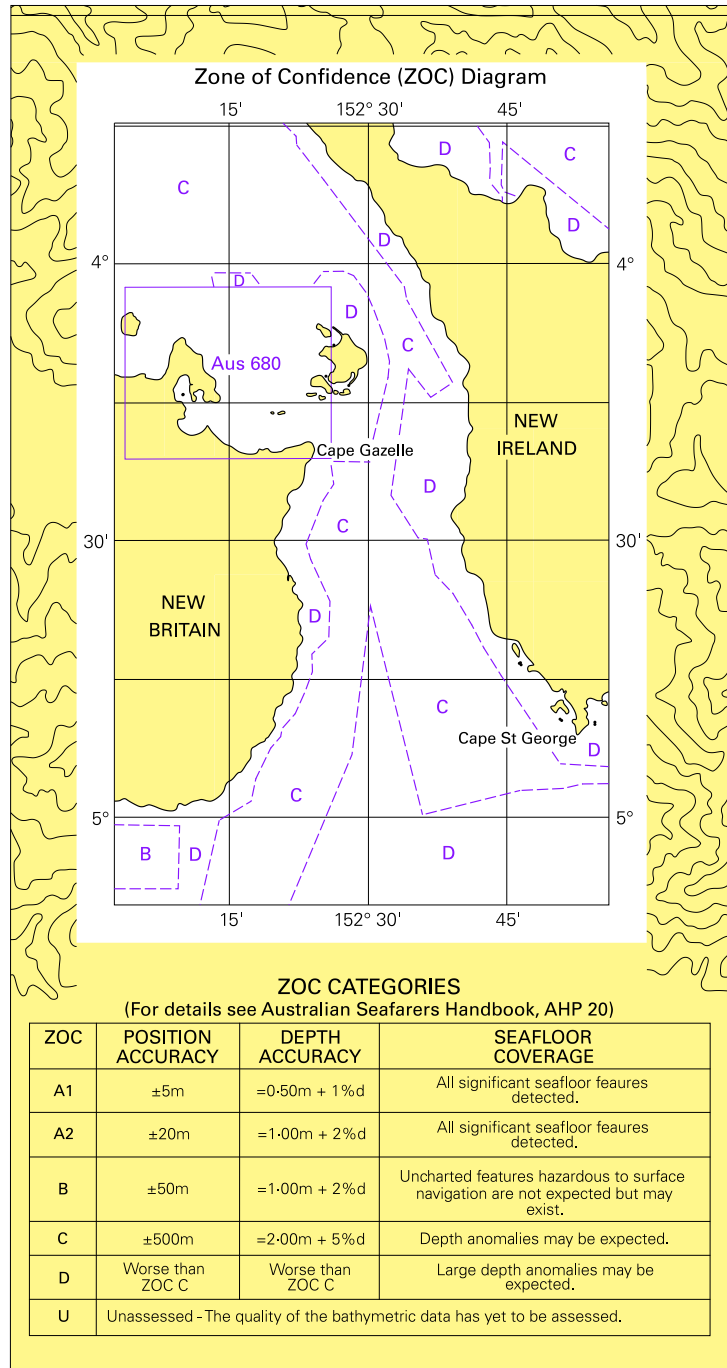 Zone of Confidence (ZOC) Diagram
15' 152° 30' 45'
D
C
C
D
D
4° 4°
D
D
C
Aus 680
NEW
IRELAND
Cape Gazelle
D
C
30' 30'
NEW
BRITAIN
D
C
Cape St George
D
C
5° 5°
B D D
15' 152° 30' 45'
ZOC CATEGORIES
(For details see Australian Seafarers Handbook, AHP 20)
ZOC POSITION ACCURACY DEPTH ACCURACY SEAFLOOR COVERAGE
A1 ±5m =0·50m + 1%d All significant seafloor feaures
detected.
A2 ±20m =1·00m + 2%d All significant seafloor feaures
detected.
B ±50m =1·00m + 2%d Uncharted features hazardous to surface
navigation are not expected but may
exist.
C ±500m =2·00m + 5%d Depth anomalies may be expected.
D Worse than ZOC C Worse than ZOC C Large depth anomalies may be
expected.
U Unassessed - The quality of the bathymetric data has yet to be assessed.